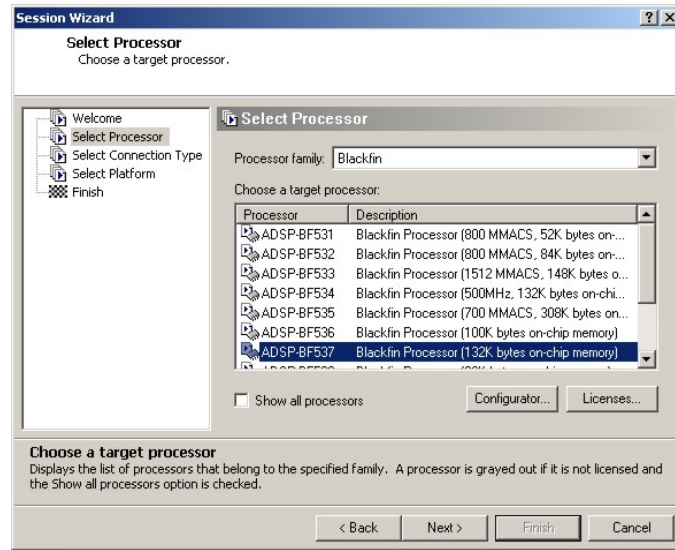 Session Wizard
Select Processor
Choose a target processor.
Welcome
Select Processor
Select Connection Type
Select Platform
Finish
Select Processor
Processor family: Blackfin
Choose a target processor:
Processor Description
ADSP-BF531 Blackfin Processor (800 MMACS, 52K bytes on-...
ADSP-BF532 Blackfin Processor (800 MMACS, 84K bytes on-...
ADSP-BF533 Blackfin Processor (1512 MMACS, 148K bytes o...
ADSP-BF534 Blackfin Processor (500MHz, 132K bytes on-chi...
ADSP-BF535 Blackfin Processor (700 MMACS, 308K bytes on...
ADSP-BF536 Blackfin Processor (100K bytes on-chip memory)
ADSP-BF537 Blackfin Processor (132K bytes on-chip memory)
Show all processors Configurator... Licenses...
Choose a target processor
Displays the list of processors that belong to the specified family. A processor is grayed out if it is not licensed and
the Show all processors option is checked.
< Back Next > Finish Cancel